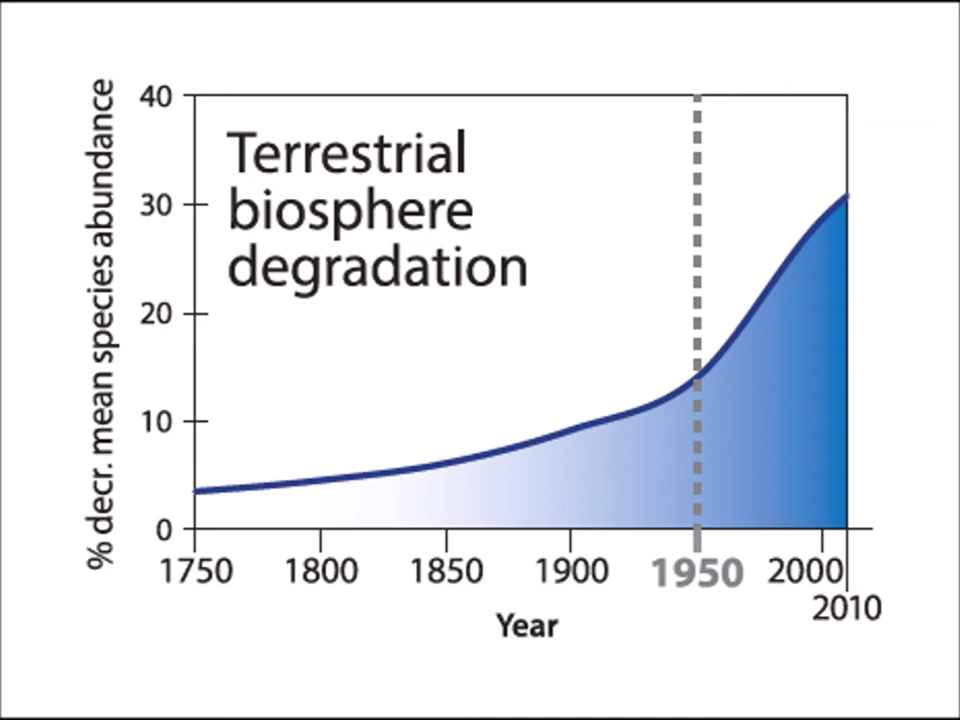 Terrestrial
biosphere
degradation
% decr. mean species abundance
40
30
20
10
0
1750 1800 1850 1900 1950 2000
2010
Year